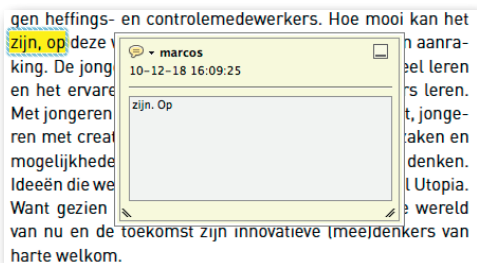 gen heffings- en controlemedewerkers. Hoe mooi kan het
zijn, op deze
marcos
10-12-18 16:09:25
zijn. Op
n aanra-
king. De jong
eel leren
en het ervare
rs leren.
Met jongeren
t, jonge-
ren met creat
zaken en
mogelijkhede
denken.
Ideeën die we
l Utopia.
Want gezien
e wereld
van nu en de toekomst zijn innovatieve (mee)denkers van
harte welkom.